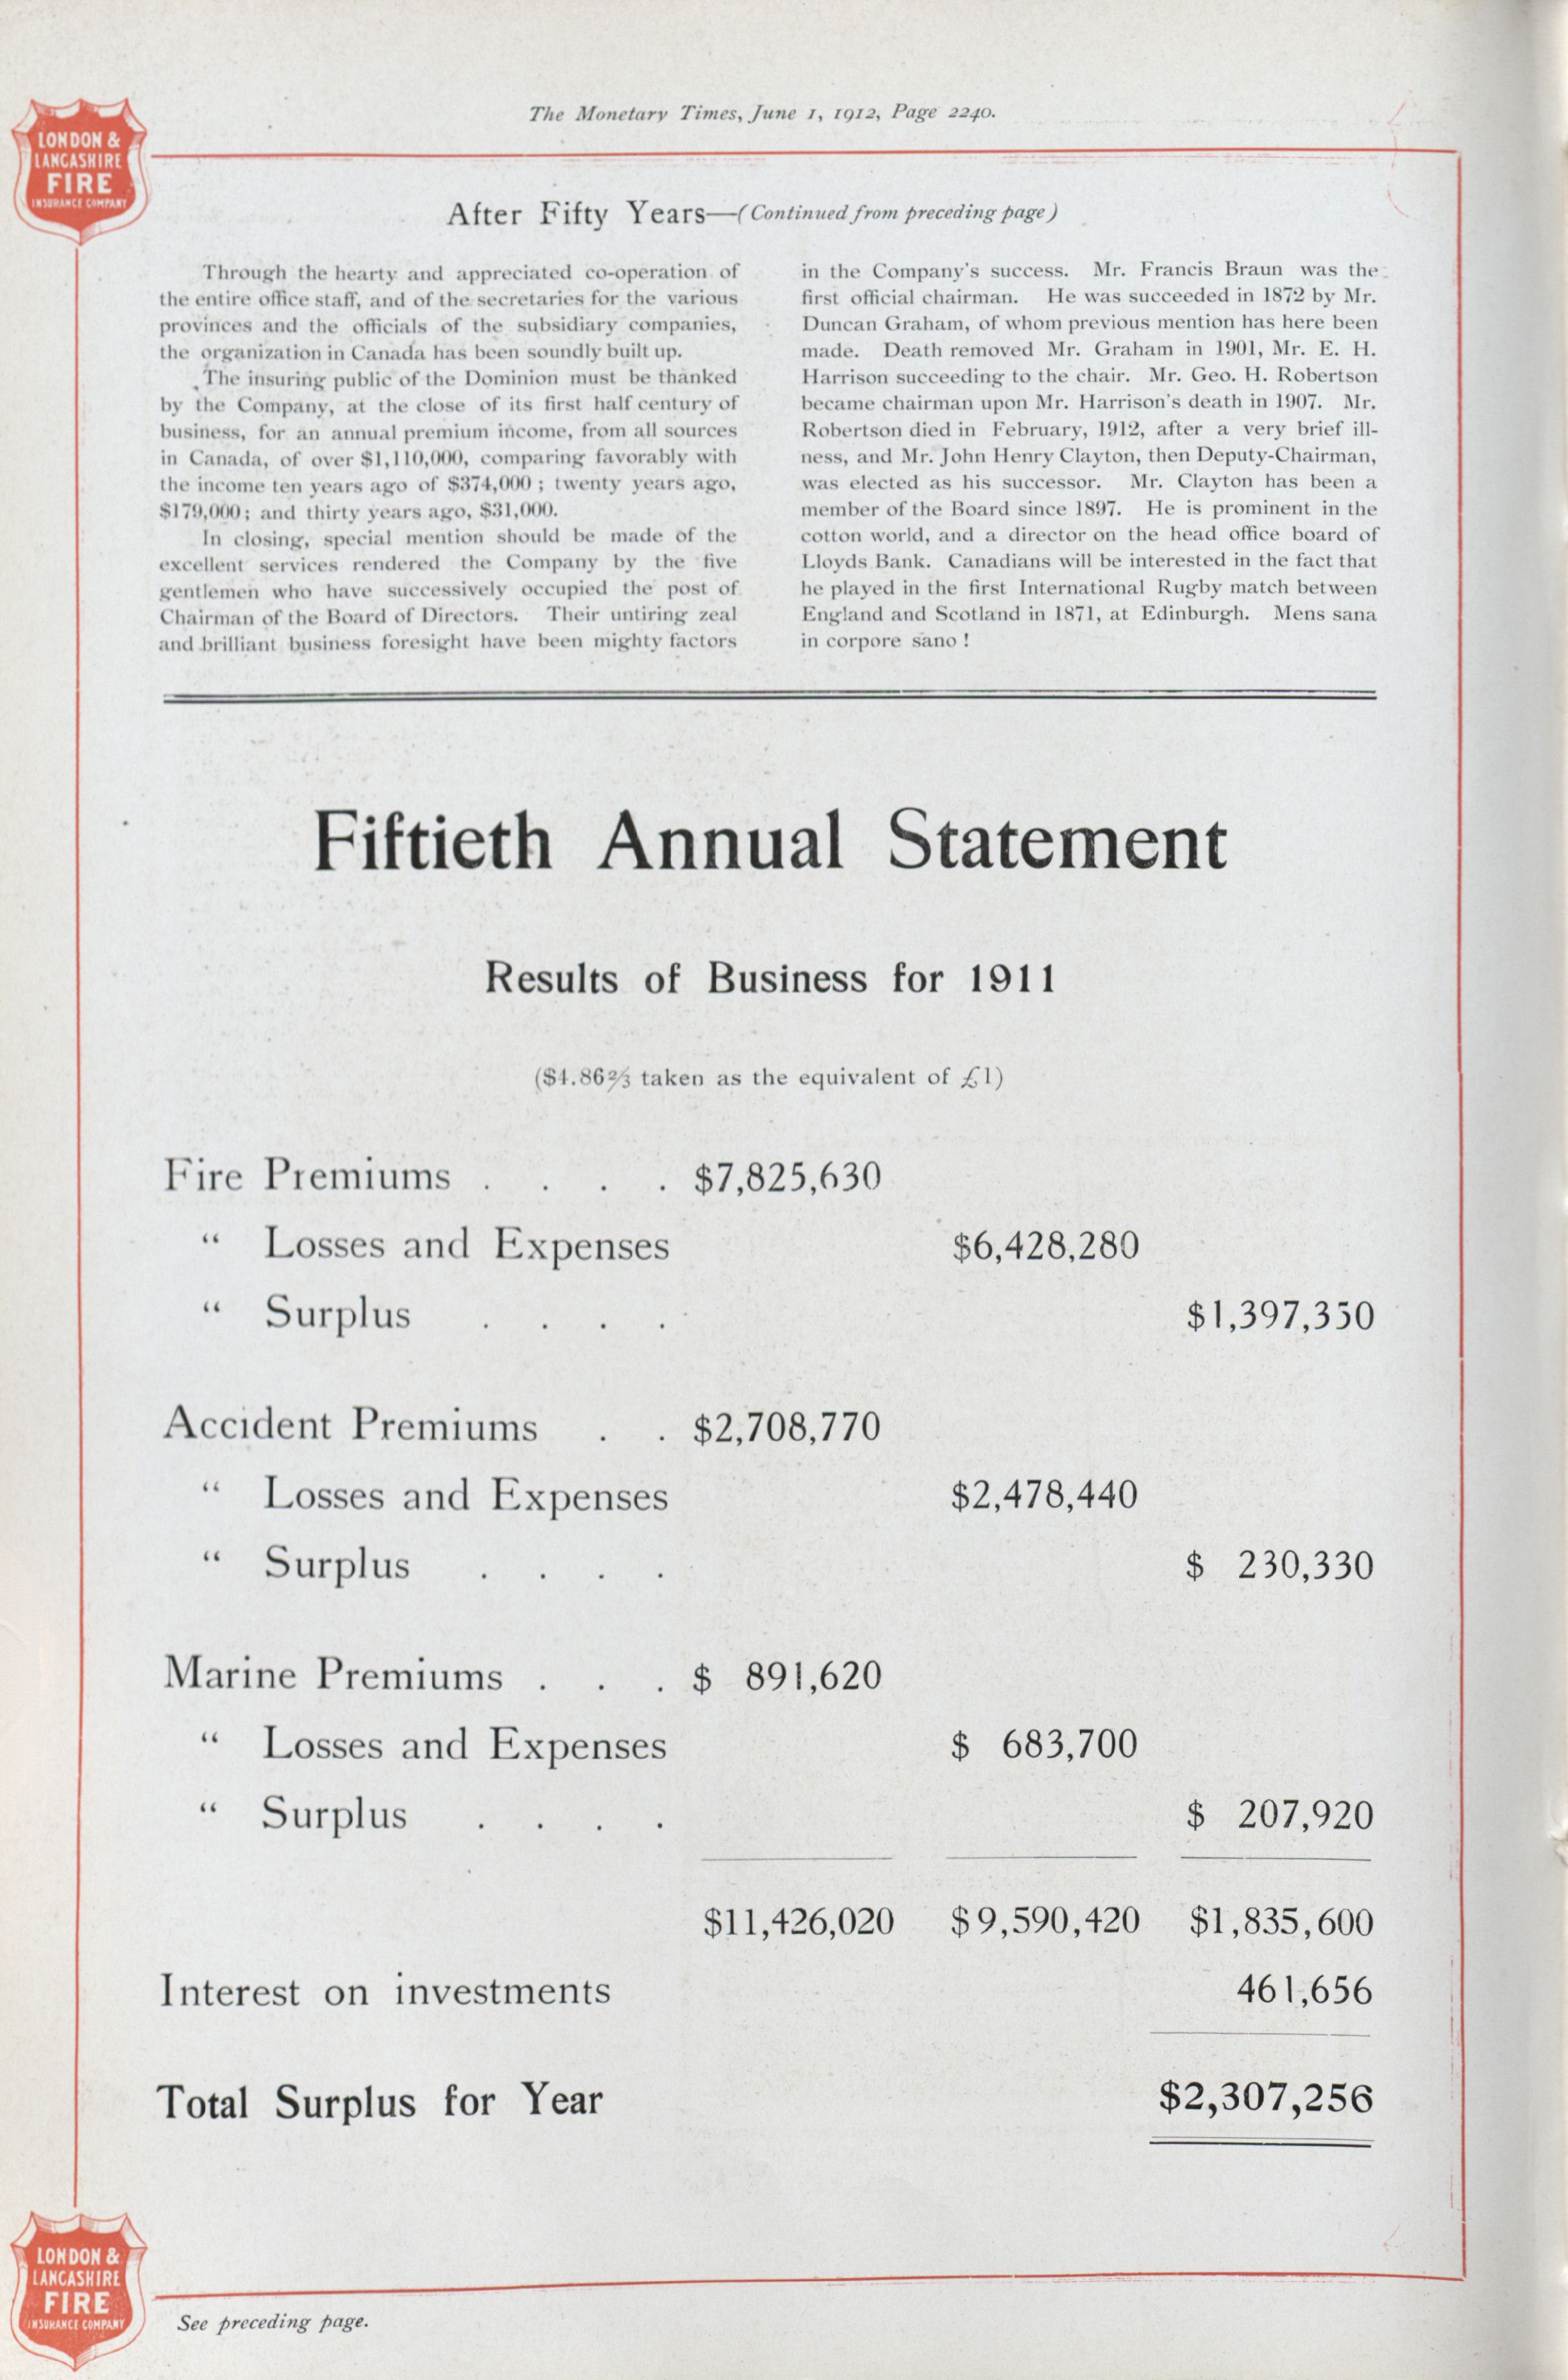 The Monetary Times, June 1, 1912, Page 2240.
LONDON &
LANCASHIRE
FIRE
INSURANCE COMPANY
After Fifty Years—(Continued from preceding page)
Through the hearty and appreciated co-operation of
the entire office staff, and of the secretaries for the various
provinces and the officials of the subsidiary companies,
the organization in Canada has been soundly built up.
The insuring public of the Dominion must be thanked
by the Company, at the close of its first half century of
business, for an annual premium income, from all sources
in Canada, of over $1,110,000, comparing favorably with
the income ten years ago of $374,000 ; twenty years ago,
$179,000; and thirty years ago, $31,000.
In closing, special mention should be made of the
excellent services rendered the Company by the five
gentlemen who have successively occupied the post of
Chairman of the Board of Directors. Their untiring zeal
and brilliant business foresight have been mighty factors
in the Company's success. Mr. Francis Braun was the
first official chairman. He was succeeded in 1872 by Mr.
Duncan Graham, of whom previous mention has here been
made. Death removed Mr. Graham in 1901, Mr. E. H.
Harrison succeeding to the chair. Mr. Geo. H. Robertson
became chairman upon Mr. Harrison's death in 1907. Mr.
Robertson died in February, 1912, after a very brief ill-
ness, and Mr. John Henry Clayton, then Deputy-Chairman,
was elected as his successor. Mr. Clayton has been a
member of the Board since 1897. He is prominent in the
cotton world, and a director on the head office board of
Lloyds Bank. Canadians will be interested in the fact that
he played in the first International Rugby match between
England and Scotland in 1871, at Edinburgh. Mens sana
in corpore sano !
Fiftieth Annual Statement
Results of Business for 1911
($4.86⅔ taken as the equivalent of £1)
Fire Premiums . . . . $7,825,630
“ Losses and Expenses $6,428,280
“ Surplus . . . . $1,397,350
Accident Premiums . . $2,708,770
“ Losses and Expenses $2,478,440
“ Surplus . . . . $ 230,330
Marine Premiums . . . $ 891,620
“ Losses and Expenses $ 683,700
“ Surplus . . . . $ 207,920
$11,426,020 $9,590,420 $1,835,600
Interest on investments 461,656
Total Surplus for Year $2,307,256
LONDON &
LANCASHIRE
FIRE
INSURANCE COMPANY
See preceding page.